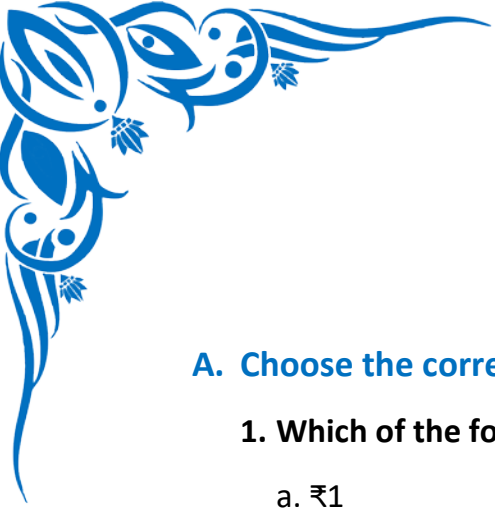 A. Choose the corre
1. Which of the fo
a. ₹1